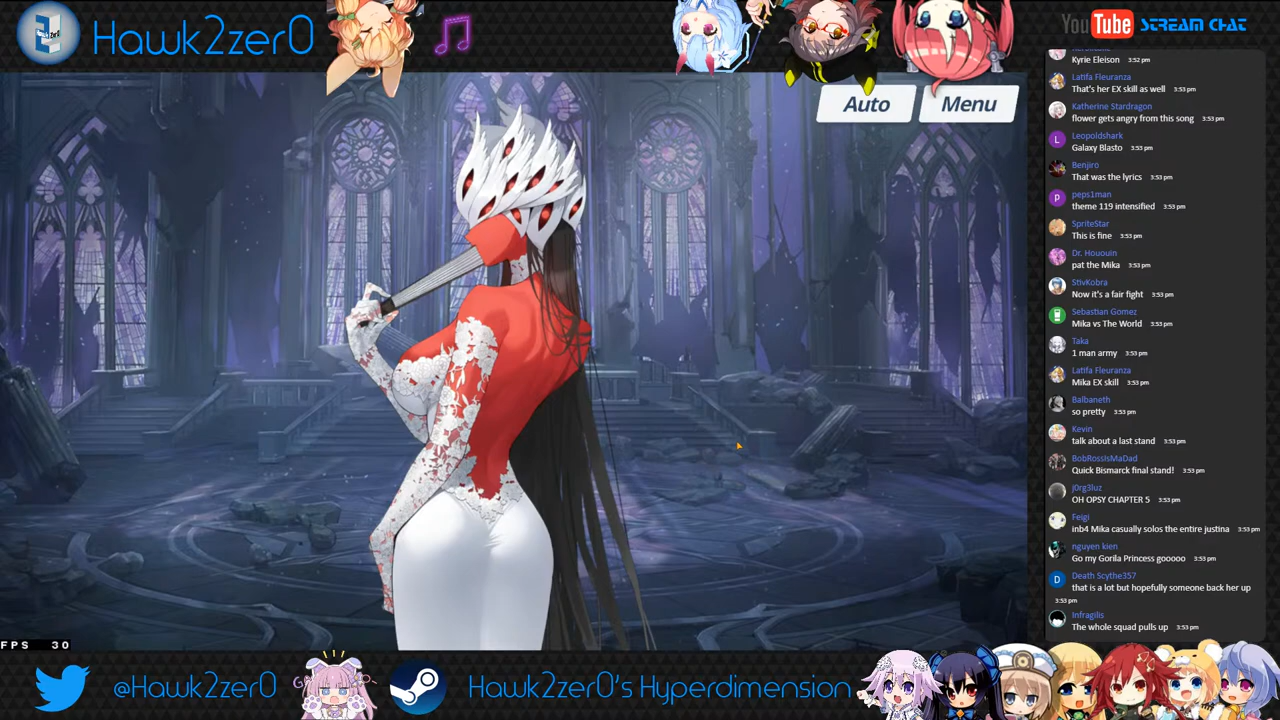 Hawk2zer0
You Tube STREAM CHAT
Auto
Menu
Kyrie Eleison 3:52 pm
Latifa Fleuranza
That's her EX skill as well 3:53 pm
Katherine Stardragon
flower gets angry from this song 3:53 pm
L
Leopoldshark
Galaxy Blasto 3:53 pm
Benjiro
That was the lyrics 3:53 pm
P
peps1man
theme 119 intensified 3:53 pm
SpriteStar
This is fine 3:53 pm
Dr. Hououin
pat the Mika 3:53 pm
StivKobra
Now it's a fair fight 3:53 pm
Sebastian Gomez
Mika vs The World 3:53 pm
Taka
1 man army 3:53 pm
Latifa Fleuranza
Mika EX skill 3:53 pm
Balbaneth
so pretty 3:53 pm
Kevin
talk about a last stand 3:53 pm
BobRossIsMaDad
Quick Bismarck final stand! 3:53 pm
j0rg3luz
OH OPSY CHAPTER 5 3:53 pm
Feigi
inb4 Mika casually solos the entire justina 3:53 pm
nguyen kien
Go my Gorila Princess gooooo 3:53 pm
D
Death Scythe357
that is a lot but hopefully someone back her up
3:53 pm
Infragilis
The whole squad pulls up 3:53 pm
FPS 30
@Hawk2zer0
Hawk2zer0's Hyperdimension